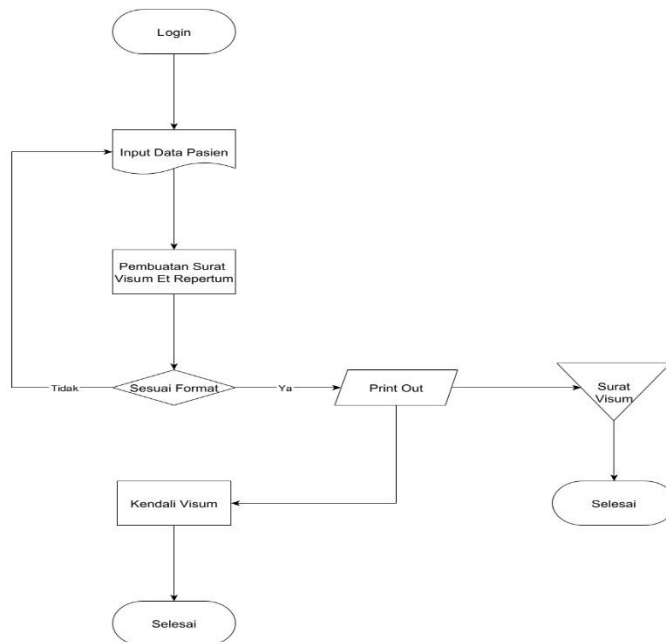 Login
Input Data Pasien
Pembuatan Surat
Visum Et Repertum
Tidak
Sesuai Format
Ya
Print Out
Surat
Visum
Kendali Visum
Selesai
Selesai